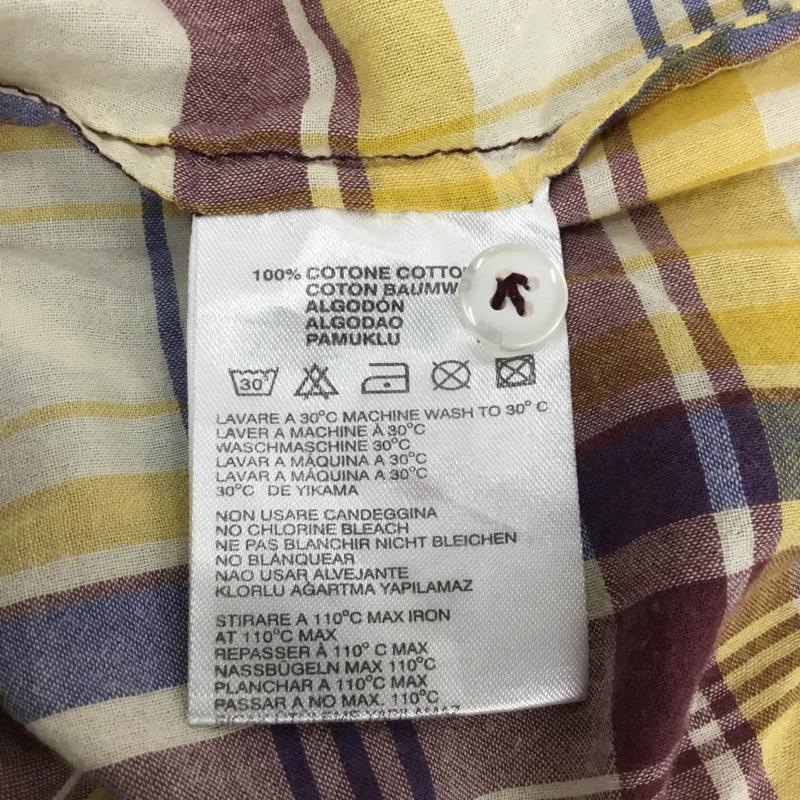 100% COTONE COTTO
COTON BAUMW
ALGODÓN
ALGODAO
PAMUKLU
30°
LAVARE A 30°C MACHINE WASH TO 30° C
LAVER A MACHINE À 30°C
WASCHMASCHINE 30°C
LAVAR A MÁQUINA A 30°C
LAVAR A MÁQUINA A 30°C
30°C DE YIKAMA
NON USARE CANDEGGINA
NO CHLORINE BLEACH
NE PAS BLANCHIR NICHT BLEICHEN
NO BLANQUEAR
NAO USAR ALVEJANTE
KLORLU AĞARTMA YAPILAMAZ
STIRARE A 110°C MAX IRON
AT 110°C MAX
REPASSER À 110°C MAX
NASSBÜGELN MAX 110°C
PLANCHAR A 110°C MAX
PASSAR A NO MAX. 110°C